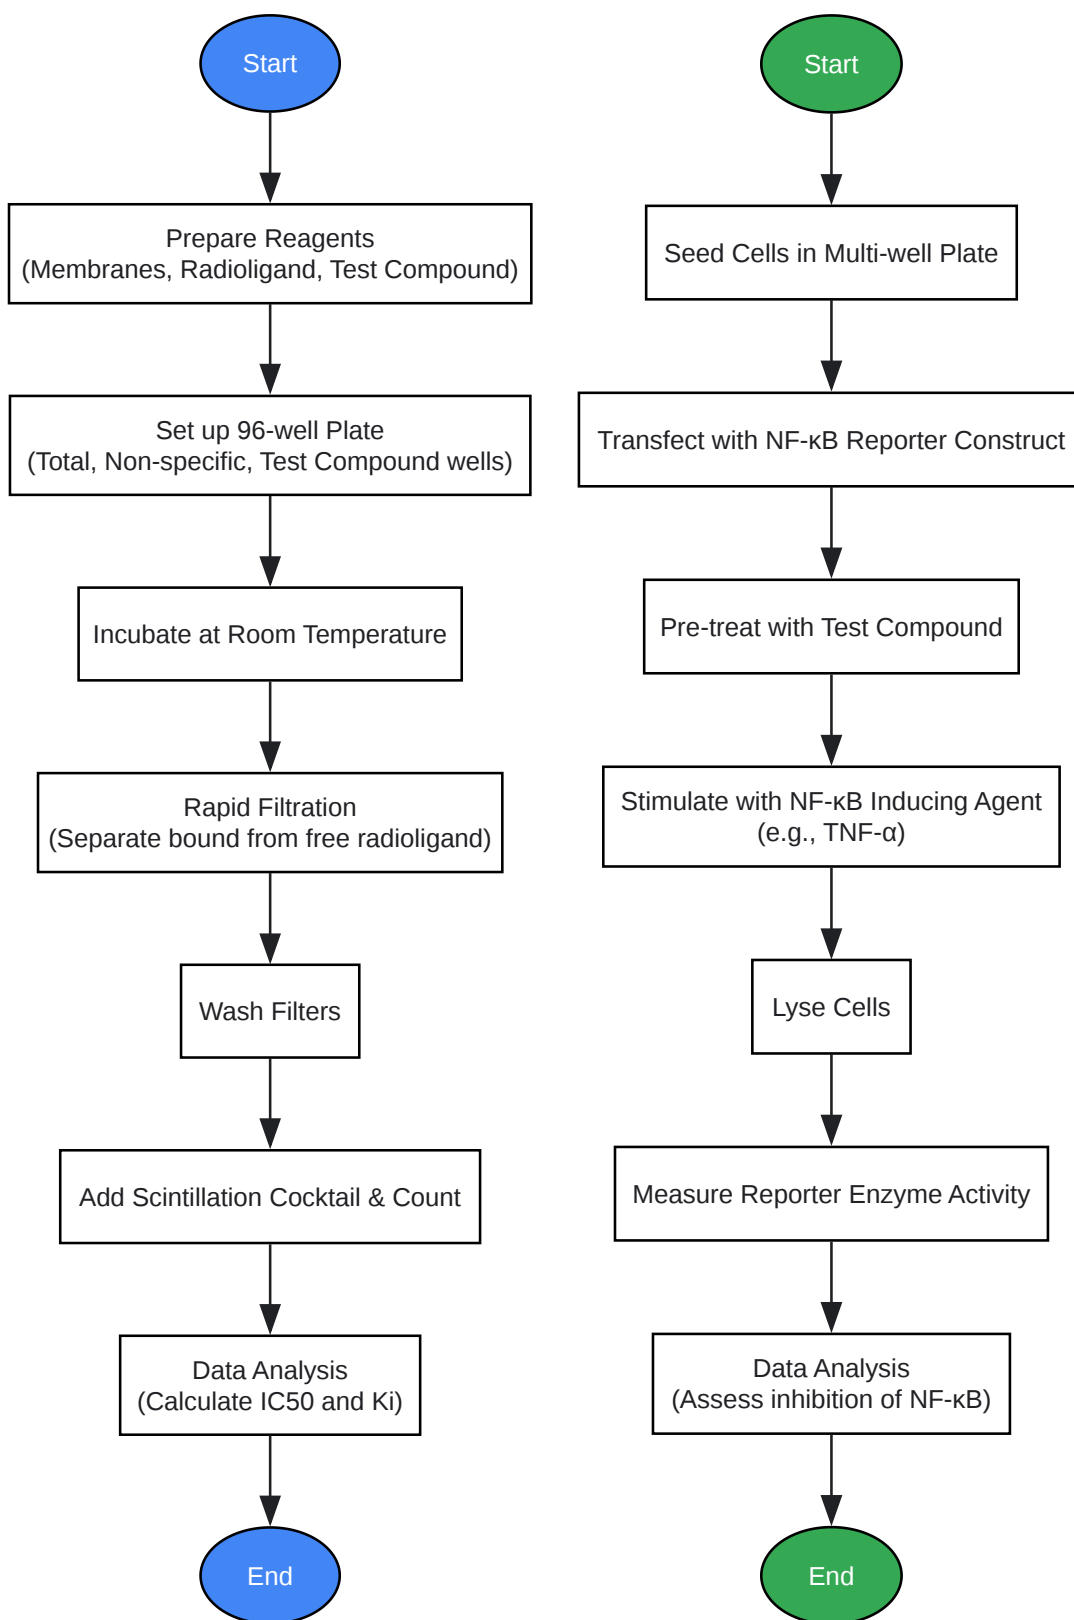 Start
Prepare Reagents
(Membranes, Radioligand, Test Compound)
Set up 96-well Plate
(Total, Non-specific, Test Compound wells)
Incubate at Room Temperature
Rapid Filtration
(Separate bound from free radioligand)
Wash Filters
Add Scintillation Cocktail & Count
Data Analysis
(Calculate IC50 and Ki)
End
Start
Seed Cells in Multi-well Plate
Transfect with NF-κB Reporter Construct
Pre-treat with Test Compound
Stimulate with NF-κB Inducing Agent
(e.g., TNF-α)
Lyse Cells
Measure Reporter Enzyme Activity
Data Analysis
(Assess inhibition of NF-κB)
End